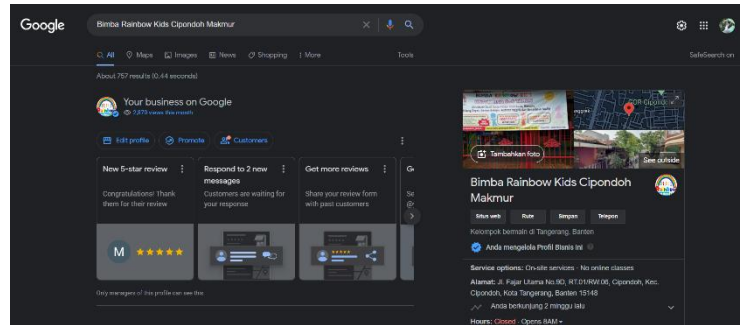 Google
Bimba Rainbow Kids Cipondoh Makmur
All
Maps
Images
News
Shopping
More
Tools
SafeSearch on
About 757 results (0.44 seconds)
Your business on Google
views this month
Edit profile
Promote
Customers
New 5-star review
Congratulations! Thank
them for their review
Respond to 2 new
messages
Customers are waiting for
your response
Get more reviews
Share your review form
with past customers
M
Only managers of this profile can see this
Tambahkan foto
See outside
Bimba Rainbow Kids Cipondoh
Makmur
Situs web
Rute
Simpan
Telepon
Kelompok bermain di Tangerang, Banten
Anda mengelola Profil Bisnis ini
Service options: On-site services · No online classes
Alamat: Jl. Fajar Utama No.9D, RT.01/RW.06, Cipondoh, Kec.
Cipondoh, Kota Tangerang, Banten 15148
Anda berkunjung 2 minggu lalu
Hours: Closed · Opens 8AM